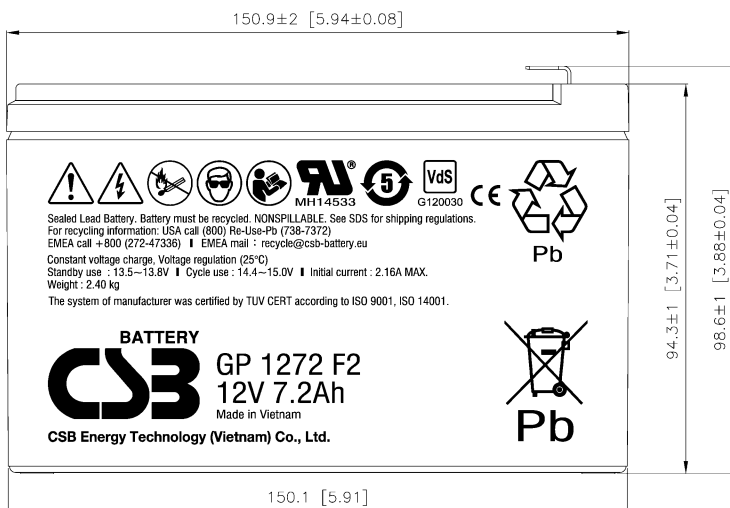 150.9±2 [5.94±0.08]
MH14533
®
5
VdS
G120030
CE
Sealed Lead Battery. Battery must be recycled. NONSPILLABLE. See SDS for shipping regulations.
For recycling information: USA call (800) Re-Use-Pb (738-7372)
EMEA call +800 (272-47336) ▮ EMEA mail : recycle@csb-battery.eu
Pb
Constant voltage charge, Voltage regulation (25°C)
Standby use : 13.5~13.8V ▮ Cycle use : 14.4~15.0V ▮ Initial current : 2.16A MAX.
Weight : 2.40 kg
The system of manufacturer was certified by TUV CERT according to ISO 9001, ISO 14001.
94.3±1 [3.71±0.04]
98.6±1 [3.88±0.04]
BATTERY
CSB
GP 1272 F2
12V 7.2Ah
Made in Vietnam
Pb
CSB Energy Technology (Vietnam) Co., Ltd.
150.1 [5.91]